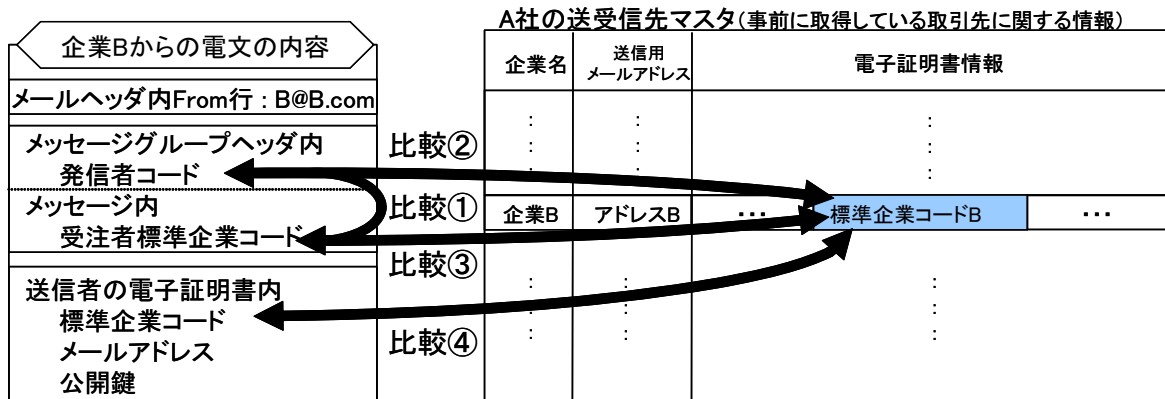 A社の送受信先マスタ(事前に取得している取引先に関する情報)
企業Bからの電文の内容
メールヘッダ内From行：B@B.com
メッセージグループヘッダ内
発信者コード
メッセージ内
受注者標準企業コード
送信者の電子証明書内
標準企業コード
メールアドレス
公開鍵
比較②
比較①
比較③
比較④
企業名
送信用
メールアドレス
電子証明書情報
： ： ：
： ： ：
企業B アドレスB … 標準企業コードB …
： ： ：
： ： ：
： ： ：